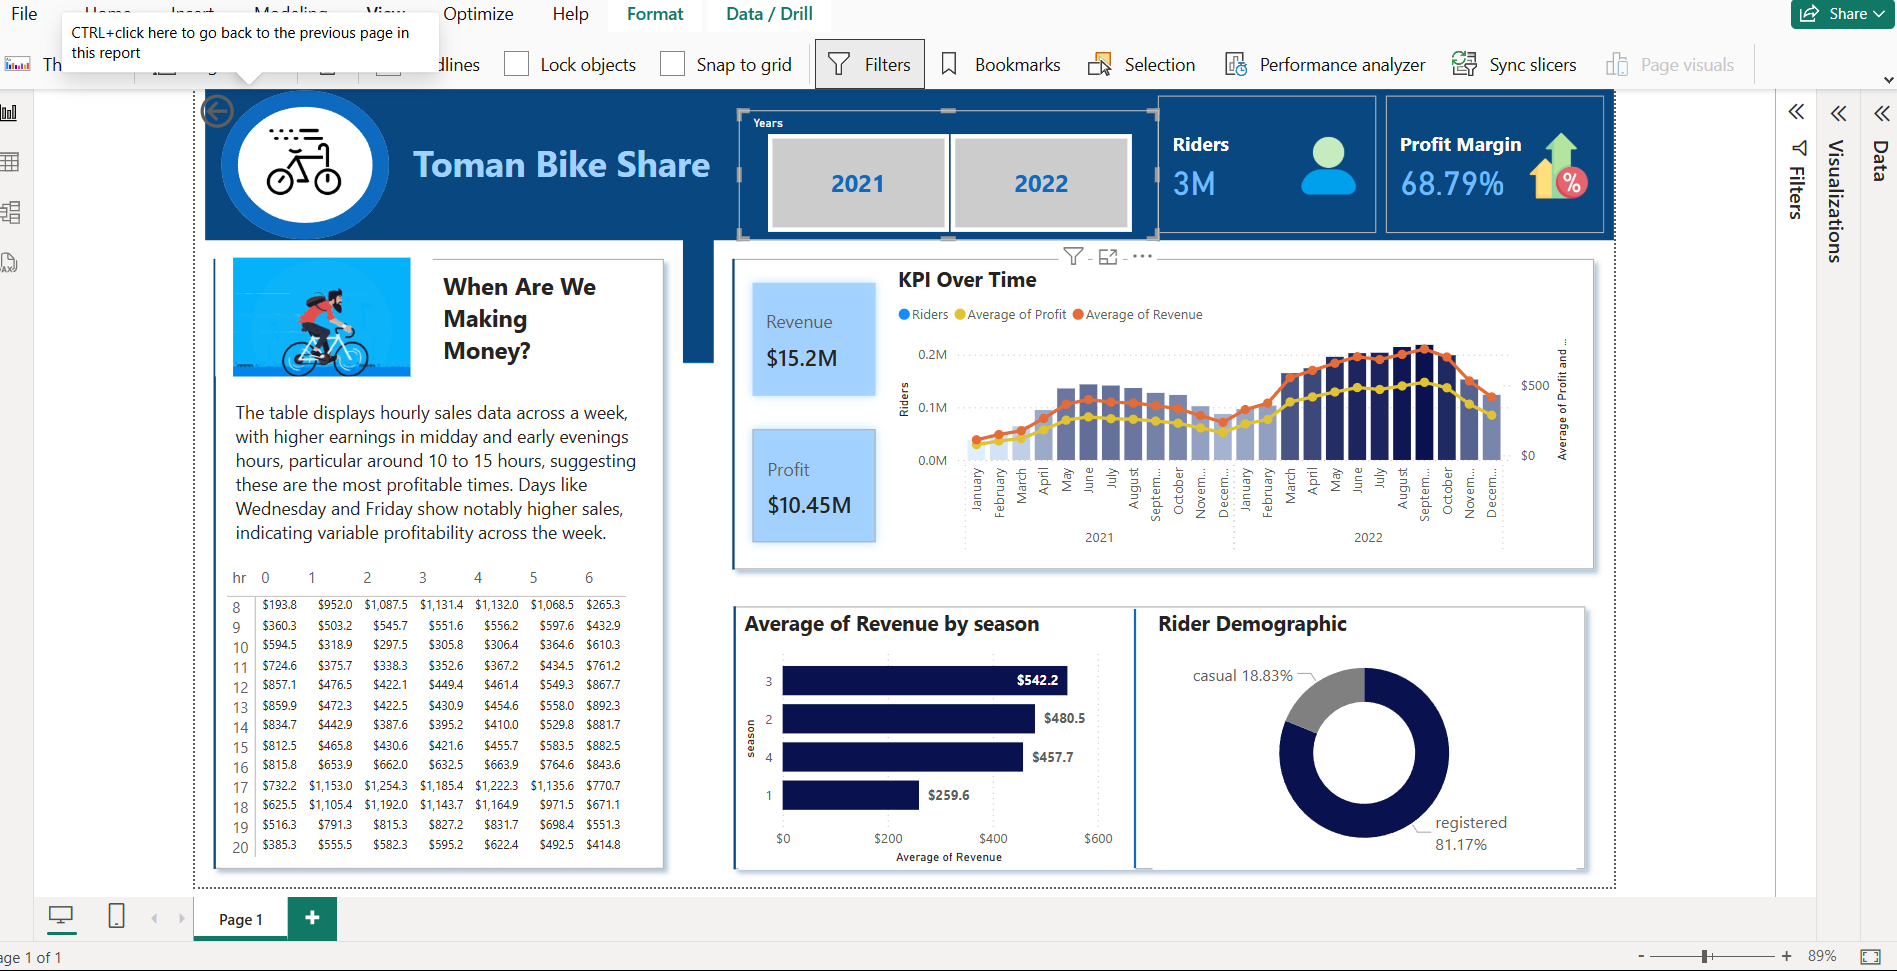 File
Optimize
Help
Format
Data / Drill
Share
CTRL+click here to go back to the previous page in
this report
Th
dlines
Lock objects
Snap to grid
Filters
Bookmarks
Selection
Performance analyzer
Sync slicers
Page visuals
Toman Bike Share
Years
2021
2022
Riders
3M
Profit Margin
68.79%
%
Filters
Visualizations
Data
When Are We
Making
Money?
The table displays hourly sales data across a week,
with higher earnings in midday and early evenings
hours, particular around 10 to 15 hours, suggesting
these are the most profitable times. Days like
Wednesday and Friday show notably higher sales,
indicating variable profitability across the week.
hr 0 1 2 3 4 5 6
8 $193.8 $952.0 $1,087.5 $1,131.4 $1,132.0 $1,068.5 $265.3
9 $360.3 $503.2 $545.7 $551.6 $556.2 $597.6 $432.9
10 $594.5 $318.9 $297.5 $305.8 $306.4 $364.6 $610.3
11 $724.6 $375.7 $338.3 $352.6 $367.2 $434.5 $761.2
12 $857.1 $476.5 $422.1 $449.4 $461.4 $549.3 $867.7
13 $859.9 $472.3 $422.5 $430.9 $454.6 $558.0 $892.3
14 $834.7 $442.9 $387.6 $395.2 $410.0 $529.8 $881.7
15 $812.5 $465.8 $430.6 $421.6 $455.7 $583.5 $882.5
16 $815.8 $653.9 $662.0 $632.5 $663.9 $764.6 $843.6
17 $732.2 $1,153.0 $1,254.3 $1,185.4 $1,222.3 $1,135.6 $770.7
18 $625.5 $1,105.4 $1,192.0 $1,143.7 $1,164.9 $971.5 $671.1
19 $516.3 $791.3 $815.3 $827.2 $831.7 $698.4 $551.3
20 $385.3 $555.5 $582.3 $595.2 $622.4 $492.5 $414.8
Revenue
$15.2M
Profit
$10.45M
KPI Over Time
Riders Average of Profit Average of Revenue
Riders
0.2M
0.1M
0.0M
$500
$0
Average of Profit and ...
January February March April May June July August Septem... October Novem... Decem... January February March April May June July August Septem... October Novem... Decem...
2021 2022
Average of Revenue by season
season
3 $542.2
2 $480.5
4 $457.7
1 $259.6
$0 $200 $400 $600
Average of Revenue
Rider Demographic
casual 18.83%
registered
81.17%
Page 1
+
age 1 of 1
- + 89%